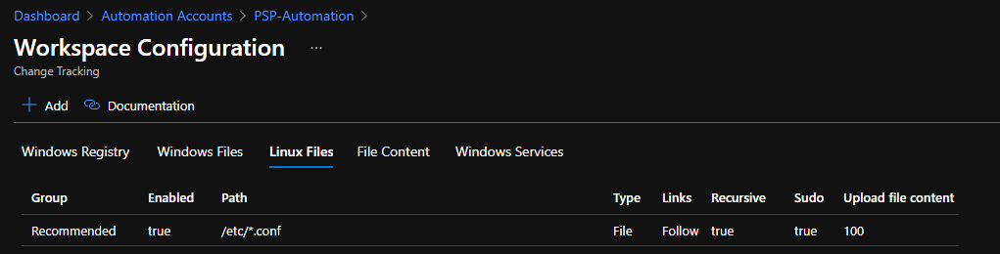 Dashboard > Automation Accounts > PSP-Automation >
Workspace Configuration ...
Change Tracking
+ Add Documentation
Windows Registry Windows Files Linux Files File Content Windows Services
Group Enabled Path Type Links Recursive Sudo Upload file content
Recommended true /etc/*.conf File Follow true true 100